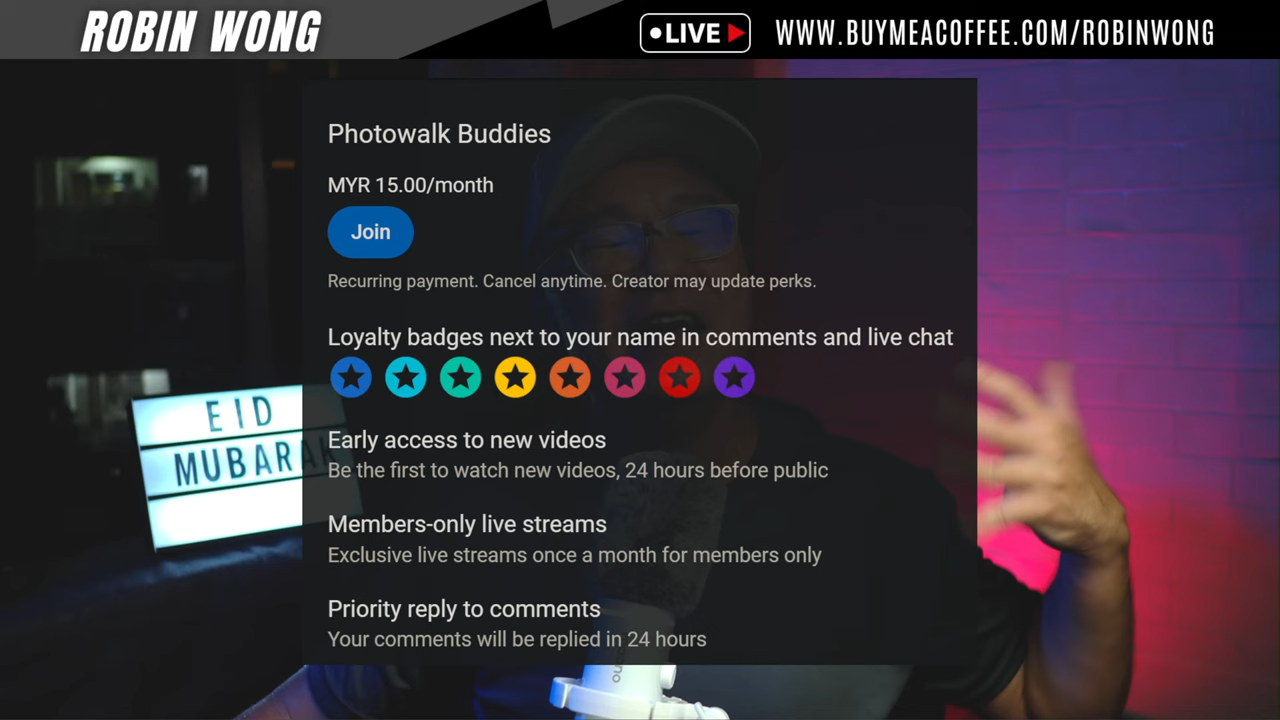 ROBIN WONG
LIVE
WWW.BUYMEACOFFEE.COM/ROBINWONG
Photowalk Buddies
MYR 15.00/month
Join
Recurring payment. Cancel anytime. Creator may update perks.
Loyalty badges next to your name in comments and live chat
EID
MUBARAK
Early access to new videos
Be the first to watch new videos, 24 hours before public
Members-only live streams
Exclusive live streams once a month for members only
Priority reply to comments
Your comments will be replied in 24 hours